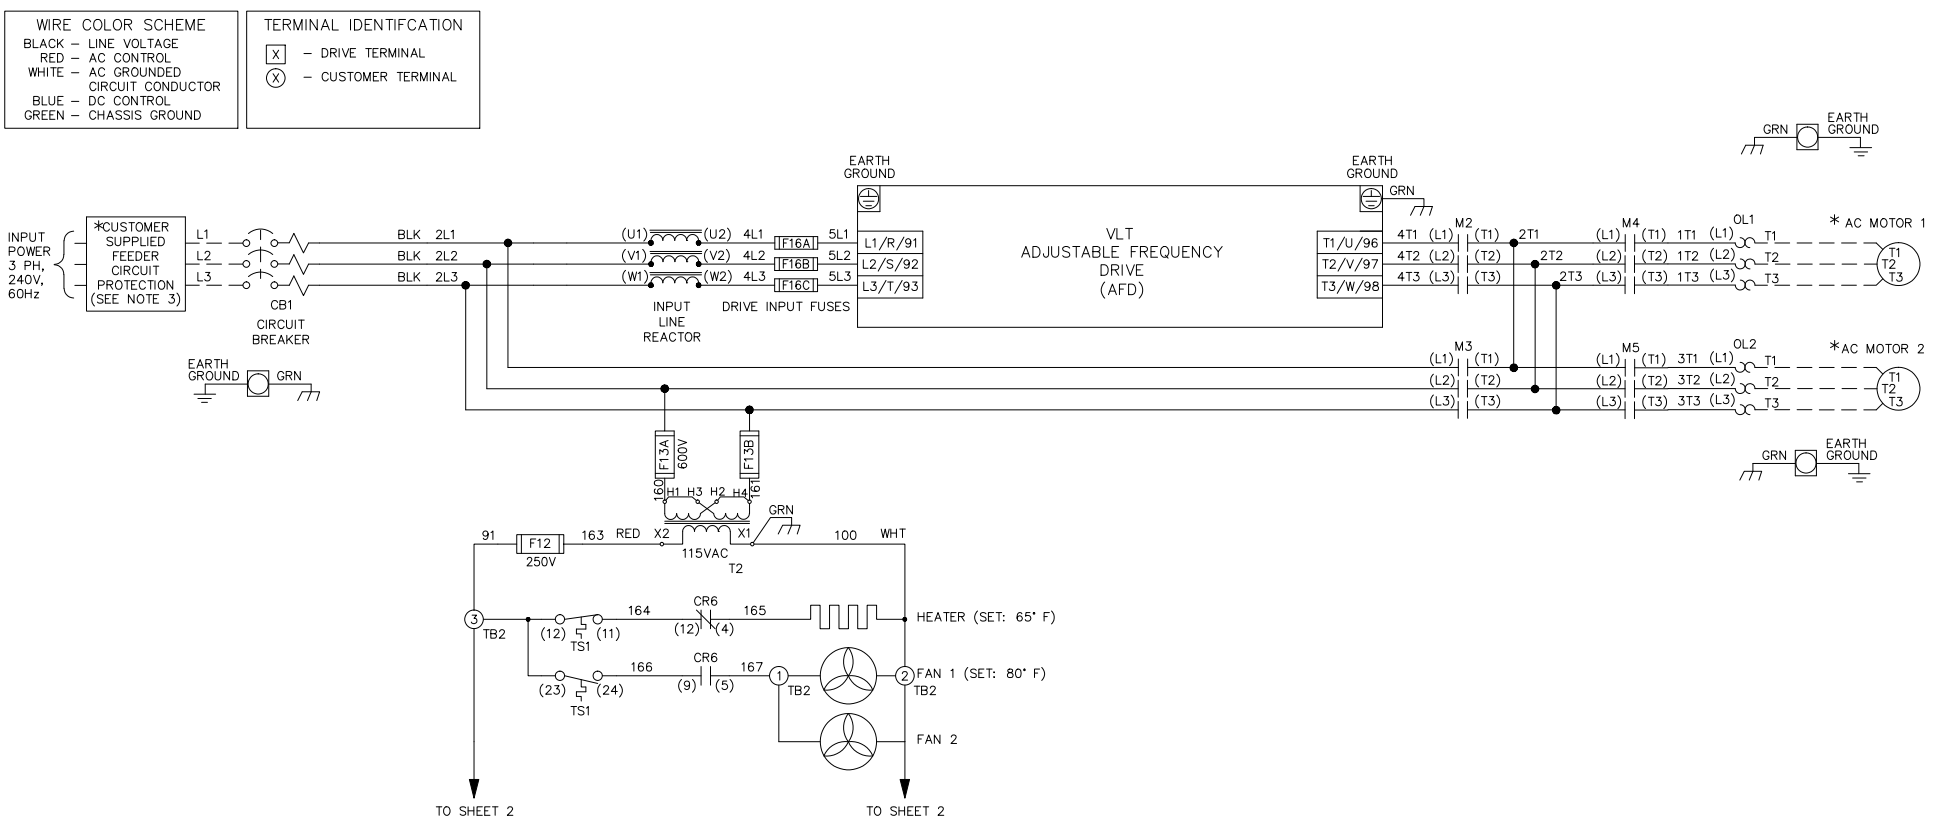 WIRE COLOR SCHEME
BLACK – LINE VOLTAGE
RED – AC CONTROL
WHITE – AC GROUNDED
CIRCUIT CONDUCTOR
BLUE – DC CONTROL
GREEN – CHASSIS GROUND
TERMINAL IDENTIFCATION
X – DRIVE TERMINAL
X – CUSTOMER TERMINAL
GRN
EARTH
GROUND
INPUT
POWER
3 PH,
240V,
60Hz
*CUSTOMER
SUPPLIED
FEEDER
CIRCUIT
PROTECTION
(SEE NOTE 3)
L1
L2
L3
CB1
CIRCUIT
BREAKER
BLK 2L1
BLK 2L2
BLK 2L3
(U1) (U2) 4L1 F16A 5L1
(V1) (V2) 4L2 F16B 5L2
(W1) (W2) 4L3 F16C 5L3
INPUT
LINE
REACTOR
DRIVE INPUT FUSES
EARTH
GROUND
L1/R/91
L2/S/92
L3/T/93
VLT
ADJUSTABLE FREQUENCY
DRIVE
(AFD)
EARTH
GROUND
GRN
T1/U/96
T2/V/97
T3/W/98
M2
M4
OL1
* AC MOTOR 1
4T1 (L1) (T1) 2T1 (L1) (T1) 1T1 (L1) T1
4T2 (L2) (T2) 2T2 (L2) (T2) 1T2 T2
4T3 (L3) (T3) 2T3 (L3) (T3) 1T3 (L3) T3
T1
T2
T3
EARTH
GROUND GRN
M3
M5
OL2
*AC MOTOR 2
(L1) (T1) (L1) (T1) 3T1 (L1) T1
(L2) (T2) (L2) (T2) 3T2 (L2) T2
(L3) (T3) (L3) (T3) 3T3 (L3) T3
T1
T2
T3
GRN
EARTH
GROUND
F13A
600V
F13B
160
161
H1 H3 H2 H4
GRN
91
F12
250V
163 RED X2
X1
100 WHT
115VAC
T2
3
TB2
(12) (11)
TS1
164
CR6
(12) (4)
165
HEATER (SET: 65° F)
(23) (24)
TS1
166
CR6
(9) (5)
167
1
TB2
2
TB2
FAN 1 (SET: 80° F)
FAN 2
TO SHEET 2
TO SHEET 2